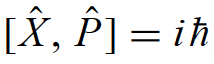 [X̂, P̂] = iħ